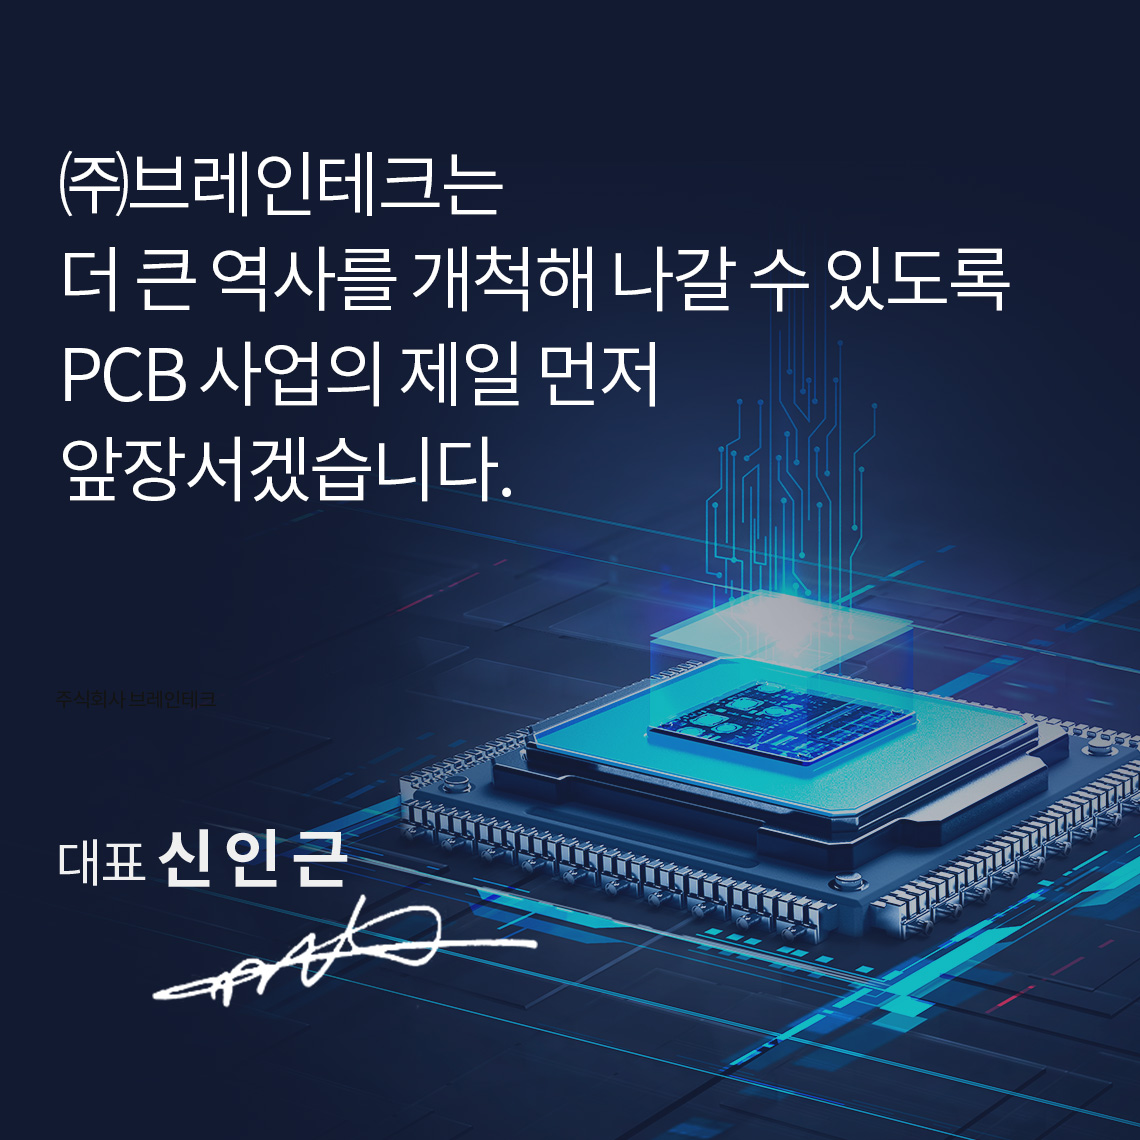 ㈜브레인테크는
더 큰 역사를 개척해 나갈 수 있도록
PCB 사업의 제일 먼저
앞장서겠습니다.
주식회사 브레인테크
대표 신인근